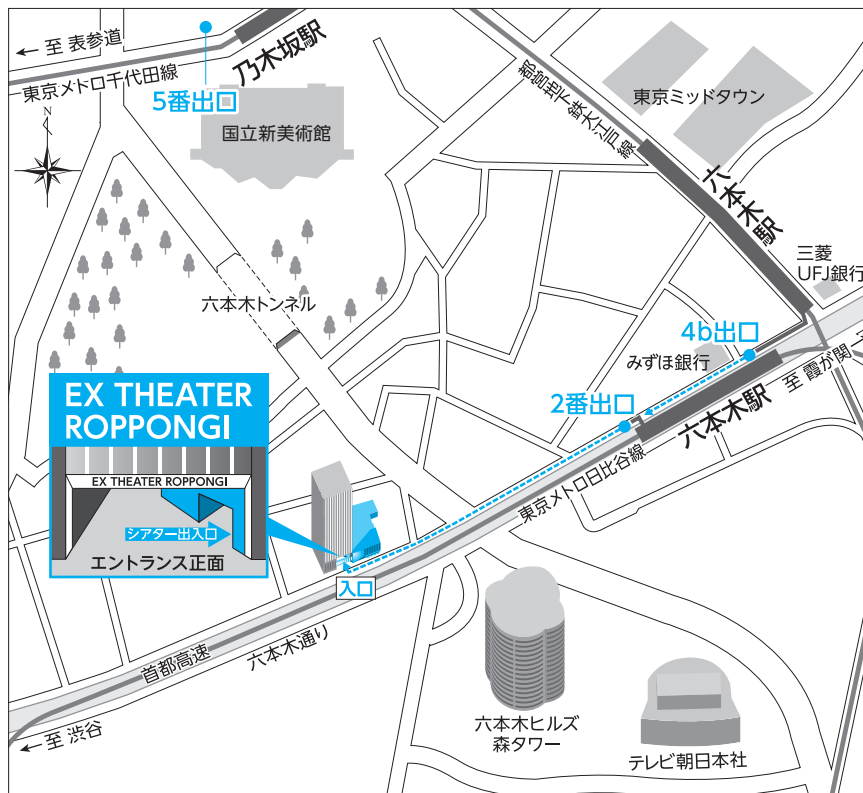 ← 至 表参道
東京メトロ千代田線
乃木坂駅
5番出口
N
国立新美術館
都営地下鉄大江戸線
東京ミッドタウン
六本木駅
三菱
UFJ銀行
六本木トンネル
4b出口
みずほ銀行
至 霞が関 →
2番出口
六本木駅
東京メトロ日比谷線
EX THEATER
ROPPONGI
EX THEATER ROPPONGI
シアター出入口
エントランス正面
入口
首都高速
六本木通り
← 至 渋谷
六本木ヒルズ
森タワー
テレビ朝日本社